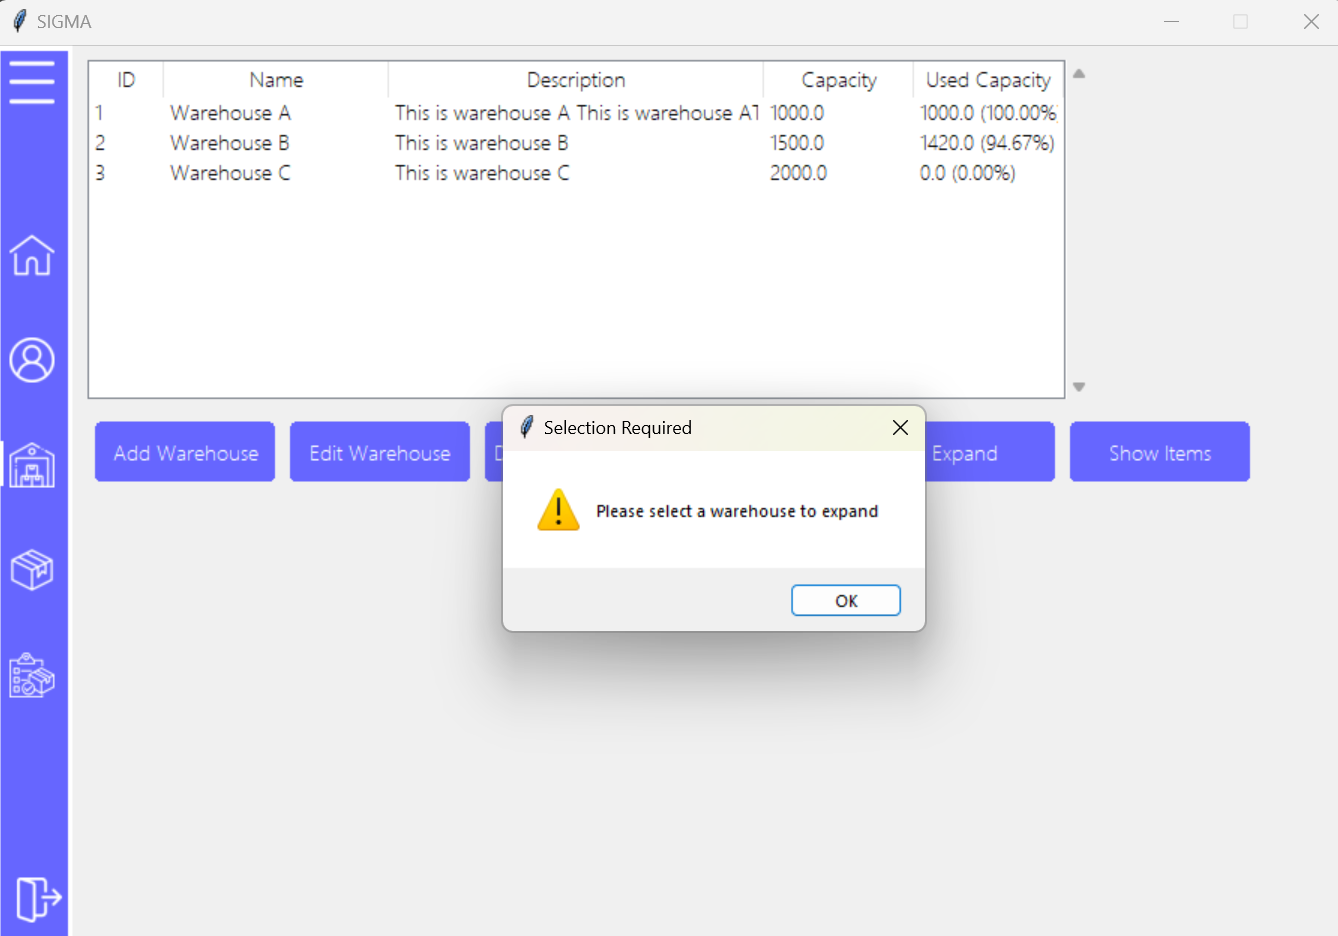 SIGMA
ID Name Description Capacity Used Capacity
1 Warehouse A This is warehouse A This is warehouse A 1000.0 1000.0 (100.00%
2 Warehouse B This is warehouse B 1500.0 1420.0 (94.67%)
3 Warehouse C This is warehouse C 2000.0 0.0 (0.00%)
Selection Required
Add Warehouse Edit Warehouse Expand Show Items
Please select a warehouse to expand
OK